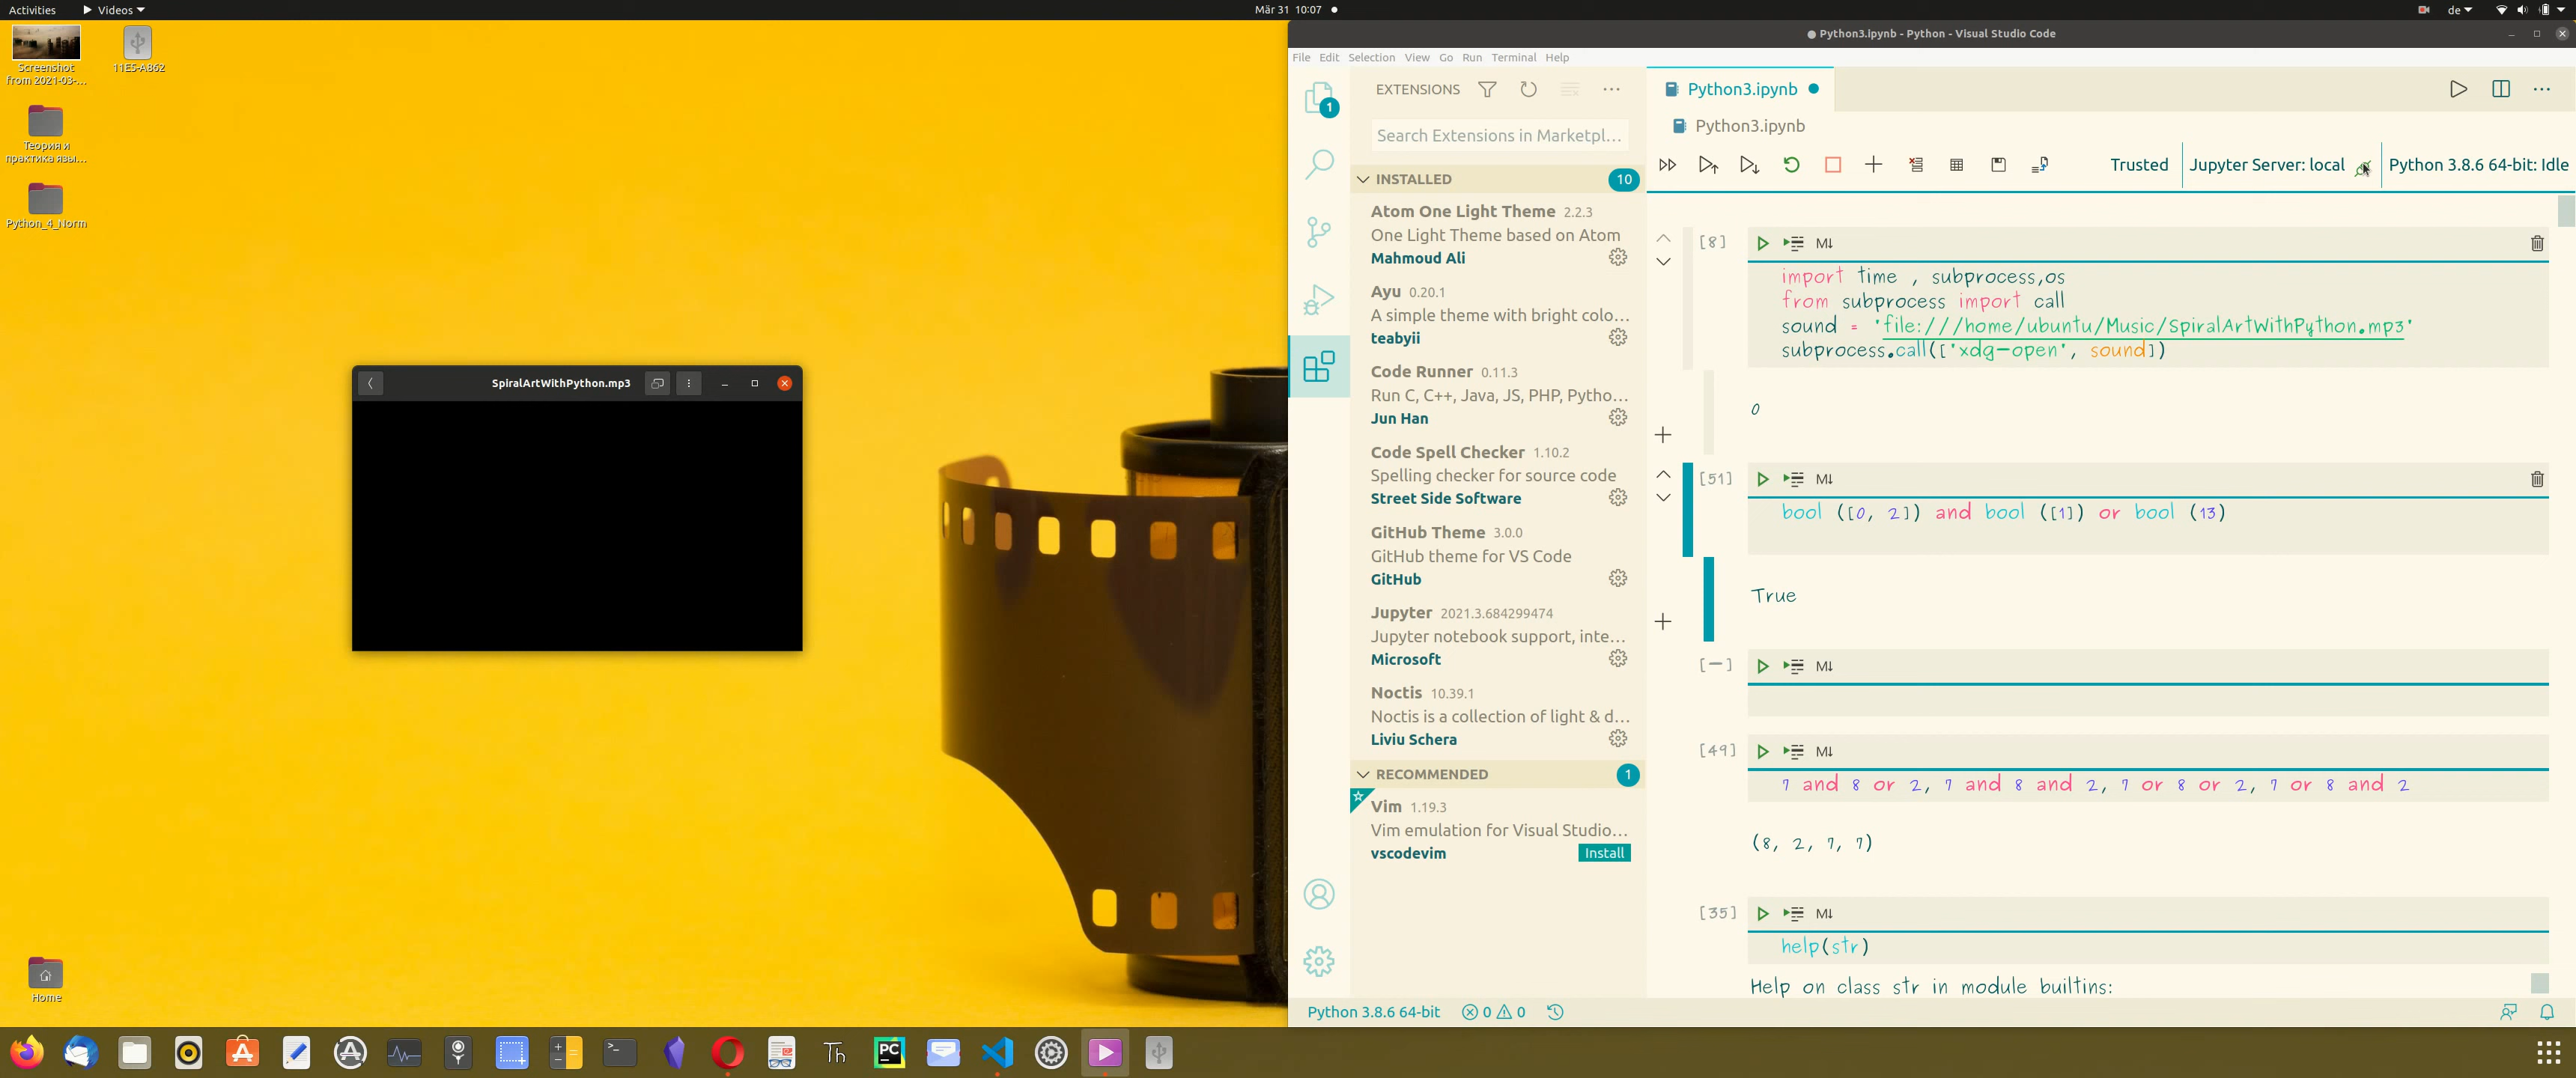 Activities
Videos
Mär 31 10:07
de
Screenshot
from 2021-03-...
11E5-A862
Теория и
практика язы...
Python_4_Norm
Home
SpiralArtWithPython.mp3
Python3.ipynb - Python - Visual Studio Code
File Edit Selection View Go Run Terminal Help
1
EXTENSIONS
Search Extensions in Marketpl...
INSTALLED 10
Atom One Light Theme 2.2.3
One Light Theme based on Atom
Mahmoud Ali
Ayu 0.20.1
A simple theme with bright colo...
teabyii
Code Runner 0.11.3
Run C, C++, Java, JS, PHP, Pytho...
Jun Han
Code Spell Checker 1.10.2
Spelling checker for source code
Street Side Software
GitHub Theme 3.0.0
GitHub theme for VS Code
GitHub
Jupyter 2021.3.684299474
Jupyter notebook support, inte...
Microsoft
Noctis 10.39.1
Noctis is a collection of light & d...
Liviu Schera
RECOMMENDED 1
Vim 1.19.3
Vim emulation for Visual Studio...
vscodevim Install
Python3.ipynb
Python3.ipynb
Trusted Jupyter Server: local Python 3.8.6 64-bit: Idle
[8] M↓
import time , subprocess,os
from subprocess import call
sound = 'file:///home/ubuntu/Music/SpiralArtWithPython.mp3'
subprocess.call(['xdg-open', sound])
0
[51] M↓
bool ([0, 2]) and bool ([1]) or bool (13)
True
[-] M↓
[49] M↓
7 and 8 or 2, 7 and 8 and 2, 7 or 8 or 2, 7 or 8 and 2
(8, 2, 7, 7)
[35] M↓
help(str)
Help on class str in module builtins:
Python 3.8.6 64-bit 0 0
Th
PC